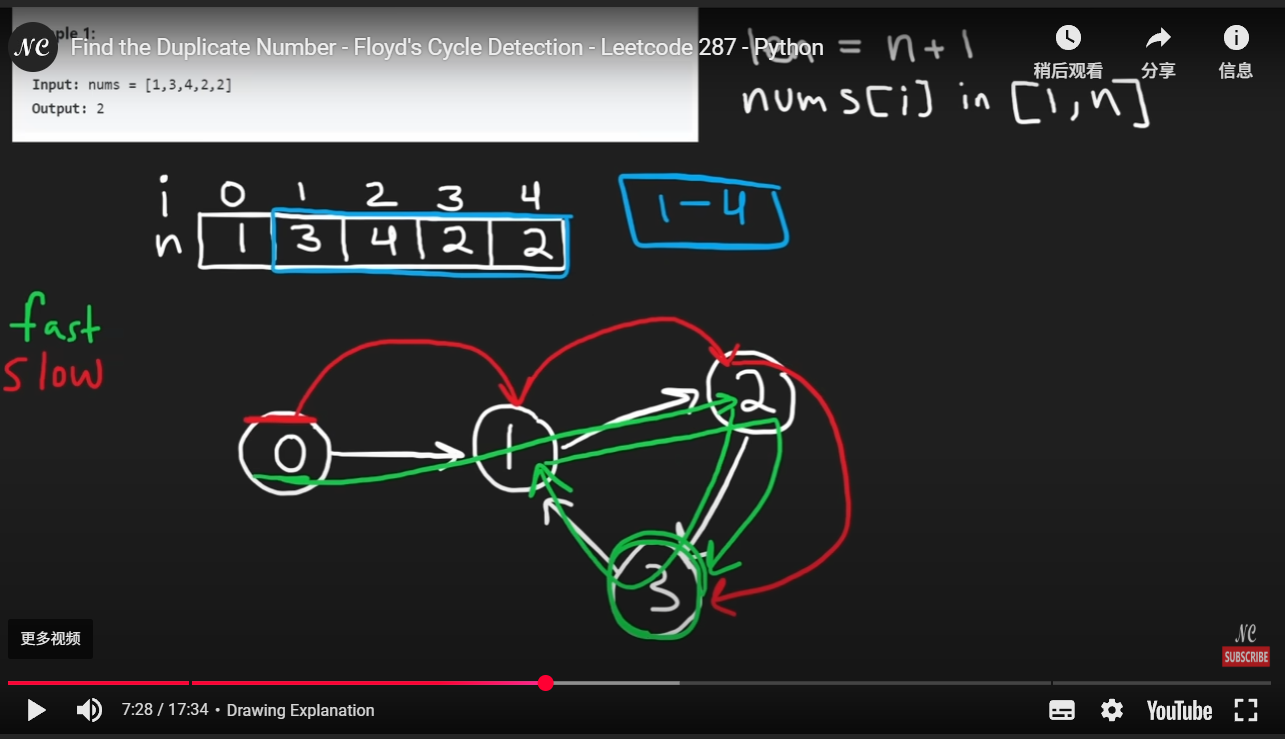 NC
ple 1:
Find the Duplicate Number - Floyd's Cycle Detection - Leetcode 287 - Python
len = n+1
稍后观看
分享
信息
Input: nums = [1,3,4,2,2]
Output: 2
nums[i] in [1,n]
i 0 1 2 3 4
n 1 3 4 2 2
1-4
fast
slow
0
1
2
3
更多视频
NC
SUBSCRIBE
7:28 / 17:34 • Drawing Explanation
YouTube